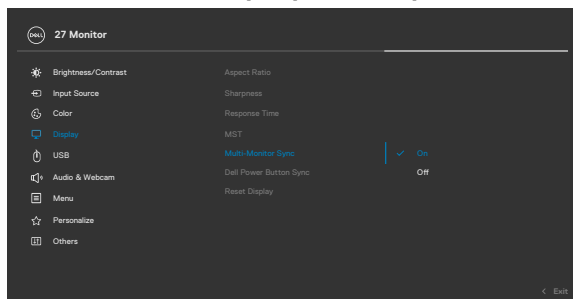 DELL 27 Monitor
Brightness/Contrast
Input Source
Color
Display
USB
Audio & Webcam
Menu
Personalize
Others
Aspect Ratio
Sharpness
Response Time
MST
Multi-Monitor Sync
Dell Power Button Sync
Reset Display
✓ On
Off
< Exit